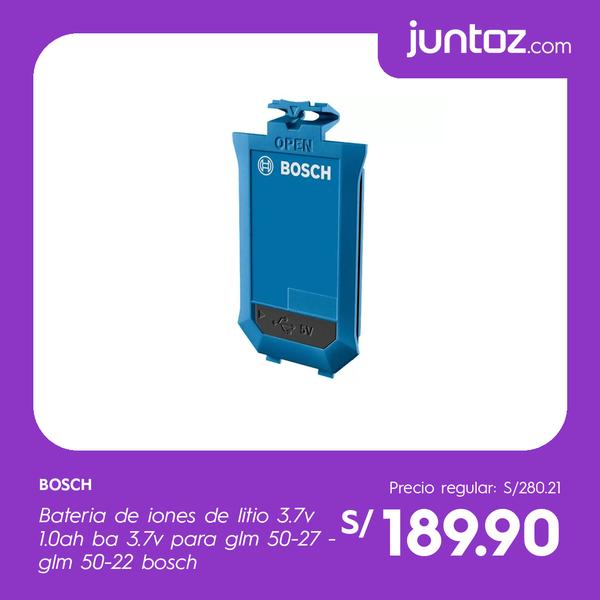 juntoz.com
OPEN
BOSCH
5V
BOSCH
Bateria de iones de litio 3.7v
1.0ah ba 3.7v para glm 50-27 -
glm 50-22 bosch
Precio regular: S/280.21
S/189.90